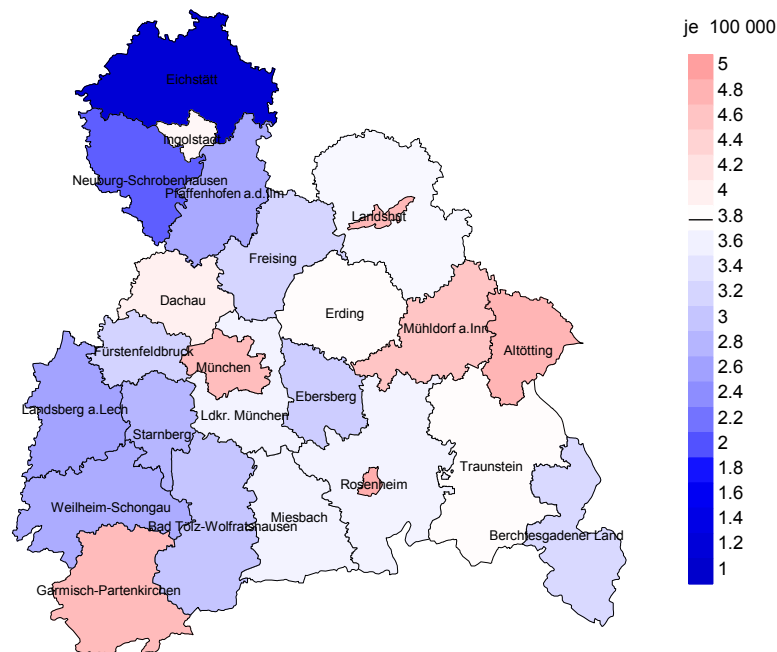 je 100 000
5
4.8
4.6
4.4
4.2
4
3.8
3.6
3.4
3.2
3
2.8
2.6
2.4
2.2
2
1.8
1.6
1.4
1.2
1
Eichstätt
Ingolstadt
Neuburg-Schrobenhausen
Pfaffenhofen a.d.Ilm
Landshut
Freising
Dachau
Erding
Mühldorf a.Inn
Altötting
Fürstenfeldbruck
München
Ebersberg
Landsberg a.Lech
Ldkr. München
Starnberg
Traunstein
Rosenheim
Weilheim-Schongau
Miesbach
Bad Tölz-Wolfratshausen
Berchtesgadener Land
Garmisch-Partenkirchen